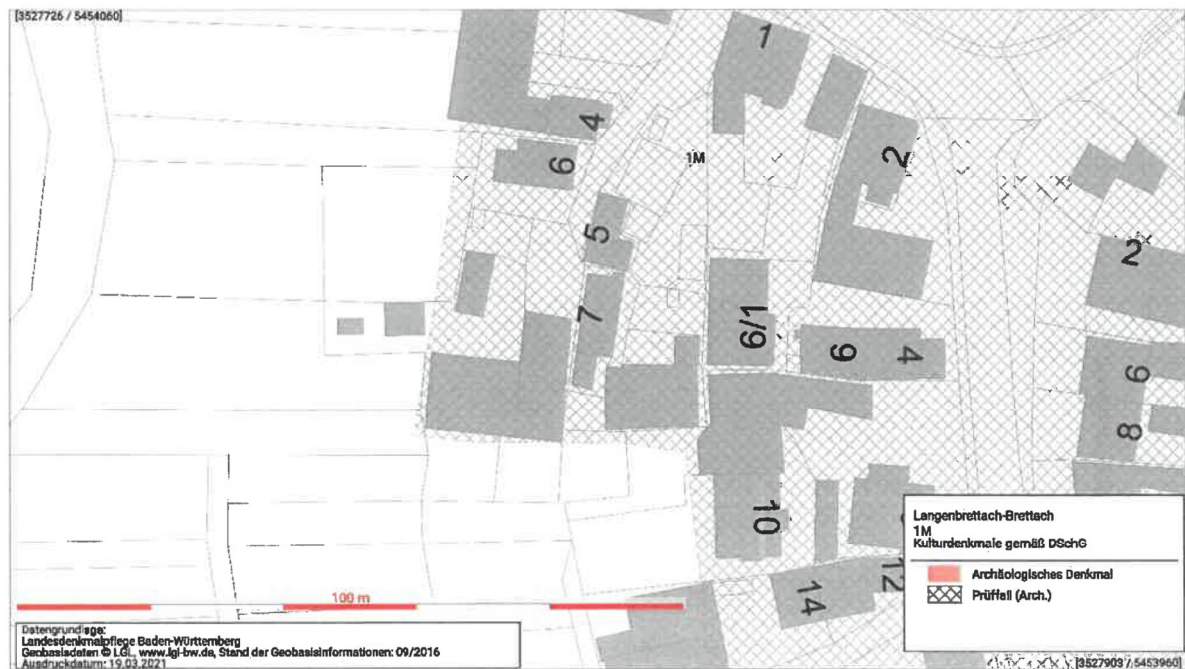 [3527726 / 5454060]
1
4
6
1M
2
5
2
7
6/1
6
4
6
8
10
14
12
Langenbrettach-Brettach
1M
Kulturdenkmale gemäß DSchG
Archäologisches Denkmal
Prüffall (Arch.)
100 m
Datengrundlage:
Landesdenkmalpflege Baden-Württemberg
Geobasisdaten © LGL, www.lgl-bw.de, Stand der Geobasisinformationen: 09/2016
Ausdruckdatum: 19.03.2021
[3527903 / 5453960]